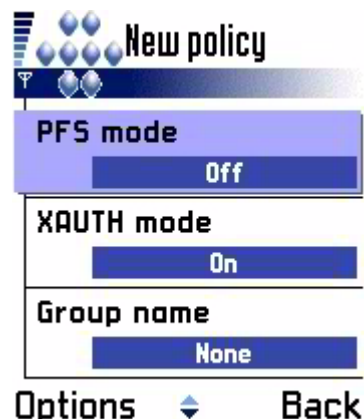 New policy
PFS mode
Off
XAUTH mode
On
Group name
None
Options Back